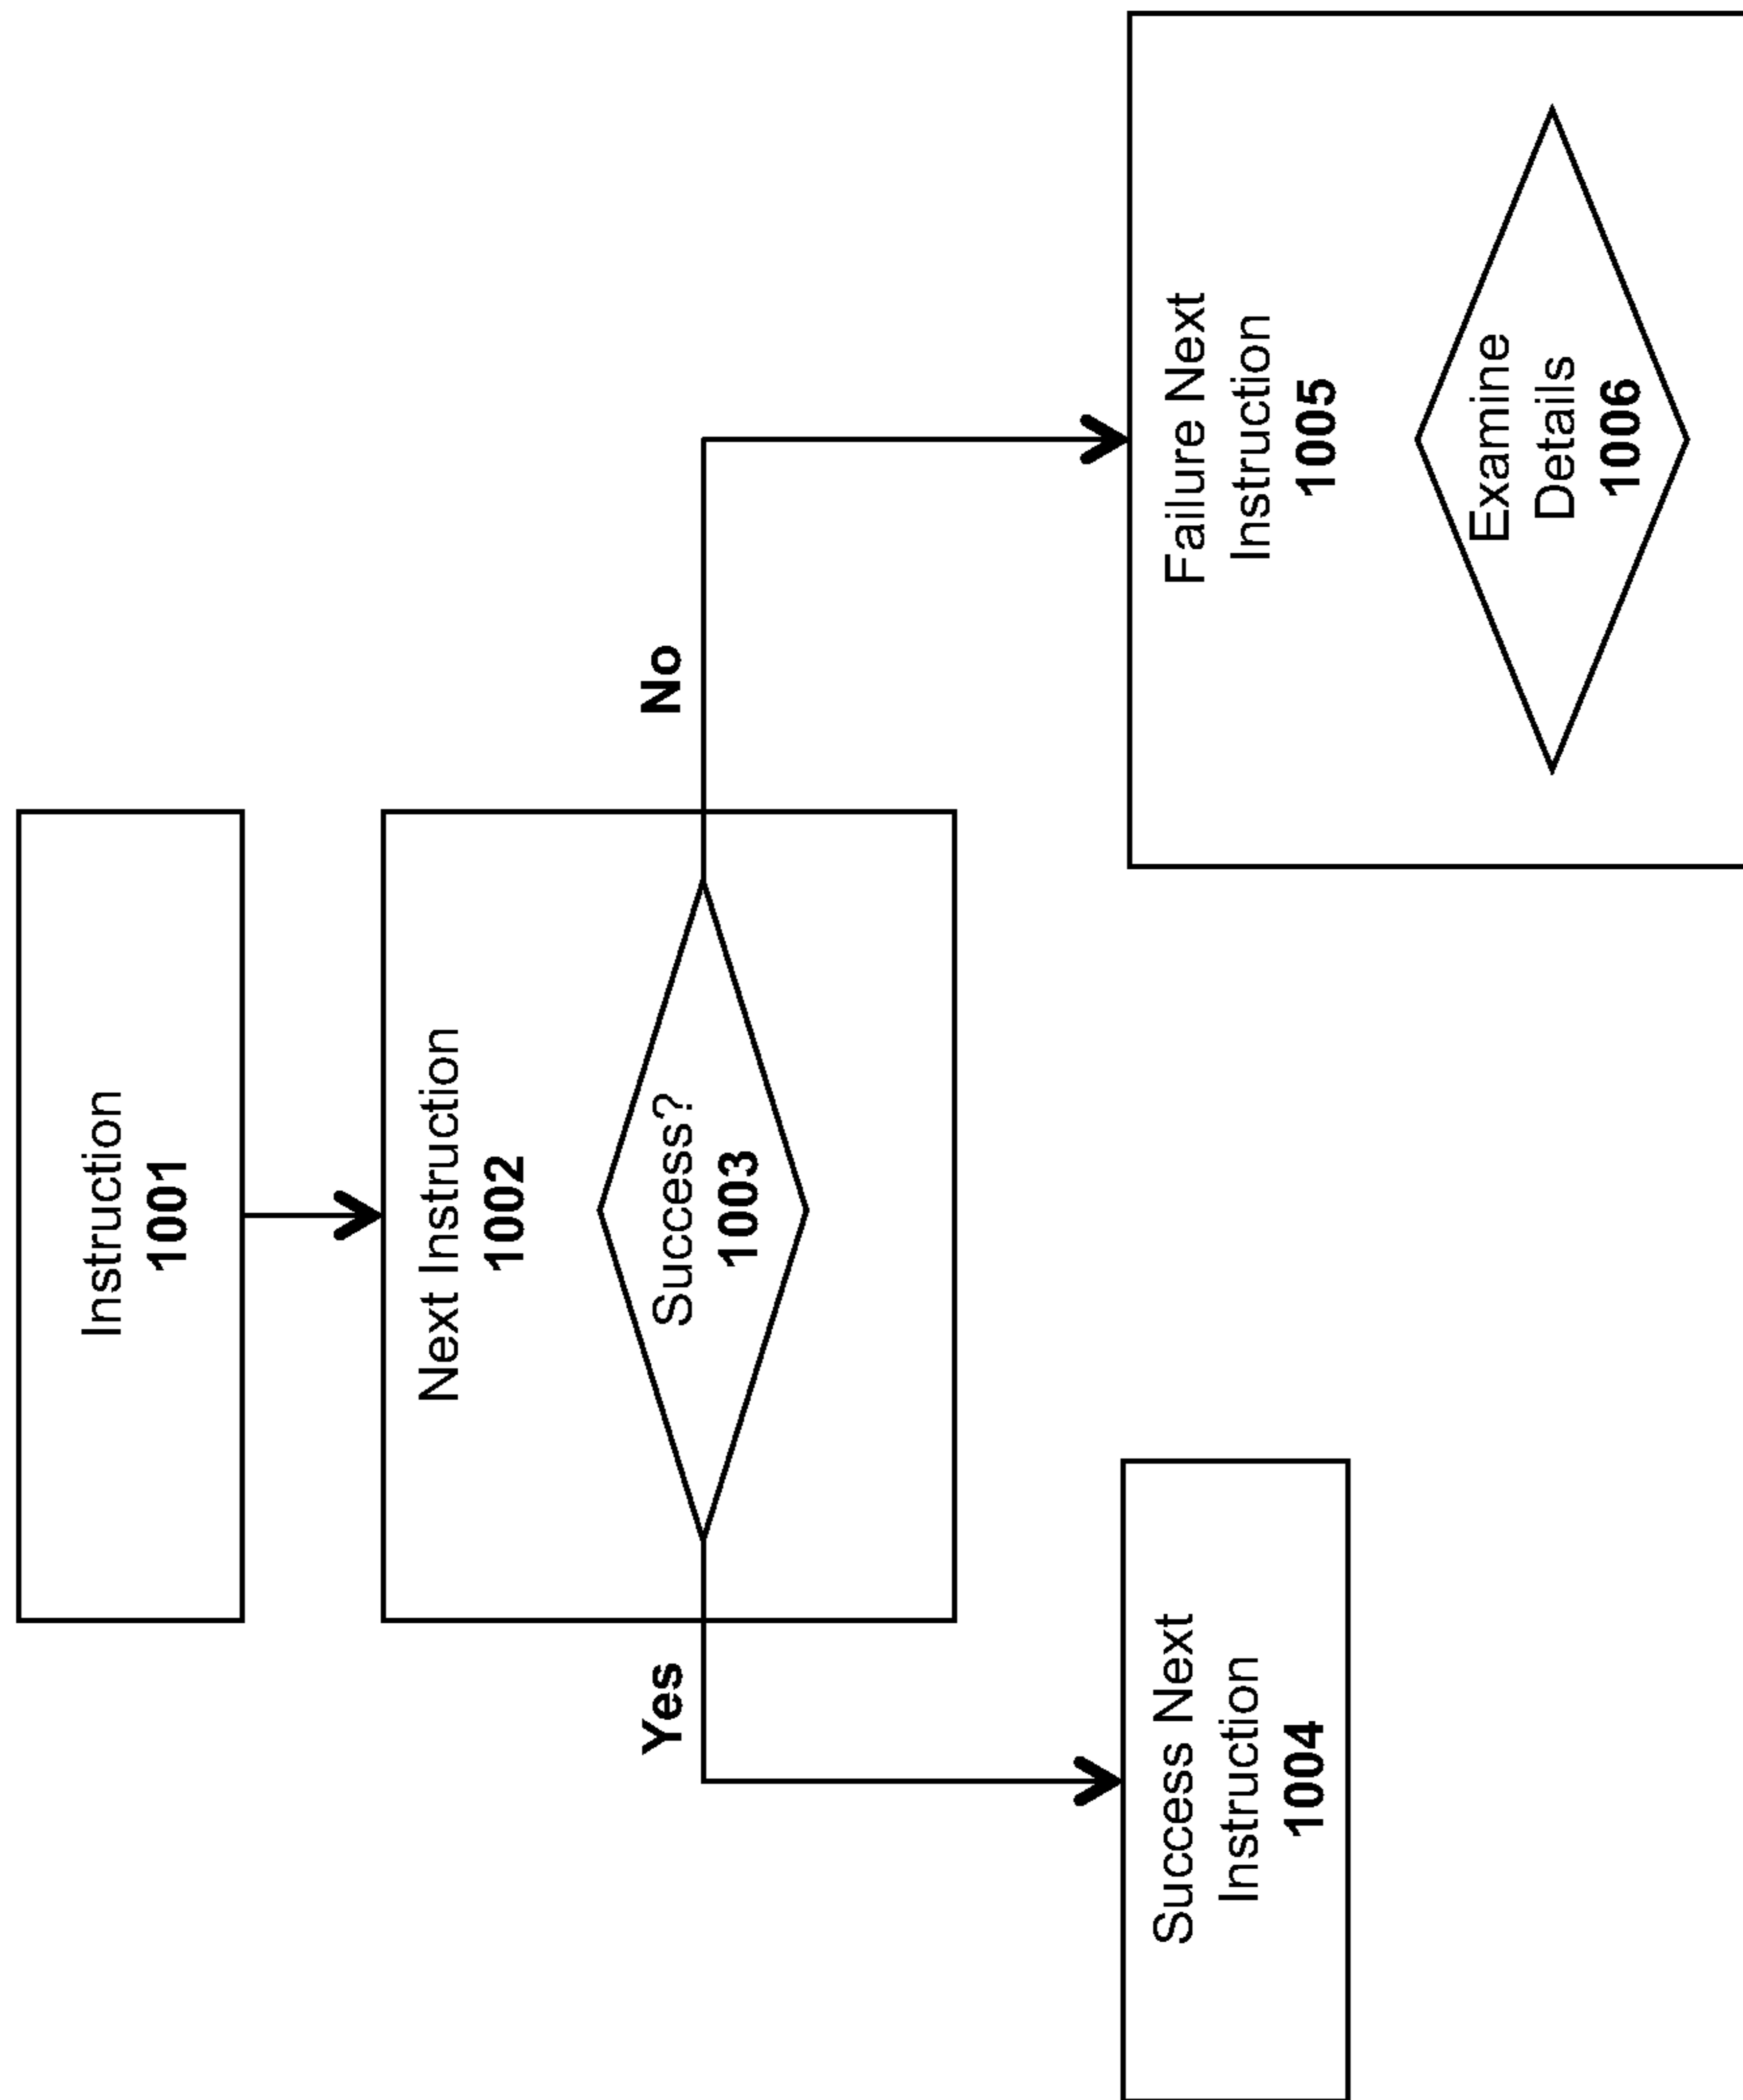 Instruction
1001
Next Instruction
1002
Success?
1003
Yes
No
Success Next
Instruction
1004
Failure Next
Instruction
1005
Examine
Details
1006